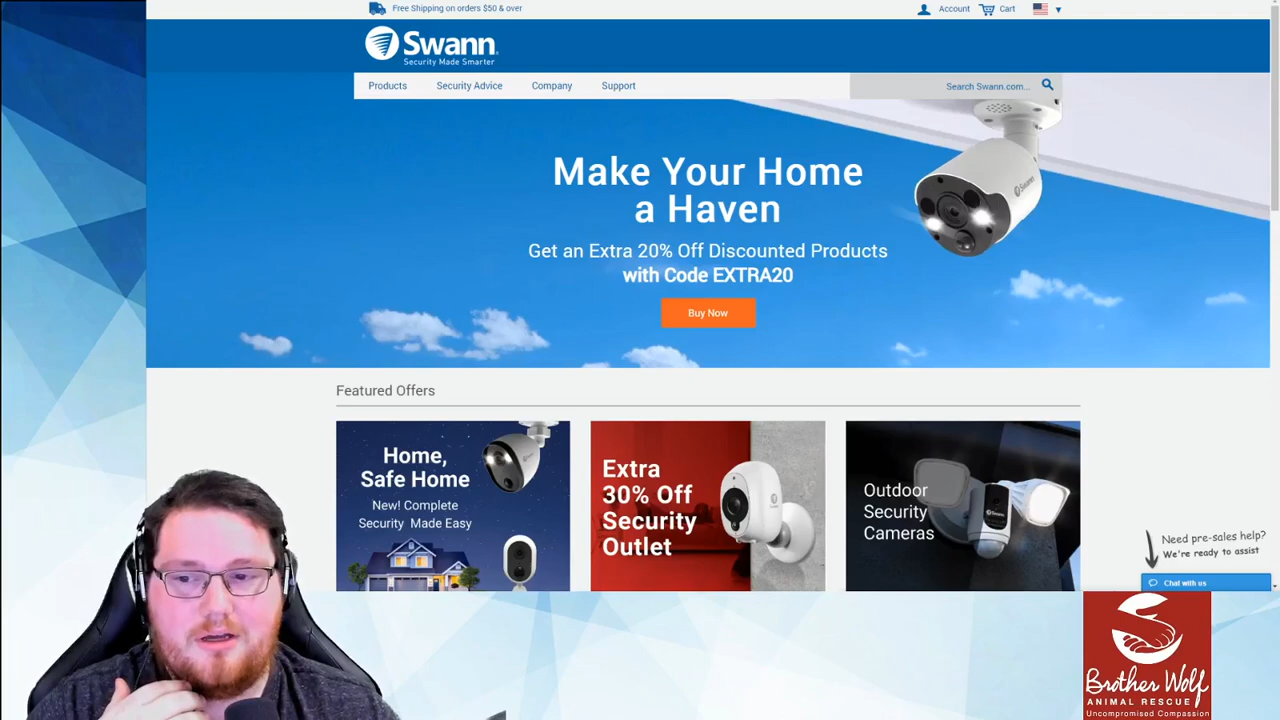 Free Shipping on orders $50 & over
Account
Cart
Swann
Security Made Smarter
Products
Security Advice
Company
Support
Search Swann.com...
Make Your Home
a Haven
Get an Extra 20% Off Discounted Products
with Code EXTRA20
Buy Now
Swann
Featured Offers
Home,
Safe Home
New! Complete
Security Made Easy
Extra
30% Off
Security
Outlet
Outdoor
Security
Cameras
Swann
Need pre-sales help?
We're ready to assist
Chat with us
Brother Wolf
ANIMAL RESCUE
Uncompromised Compassion